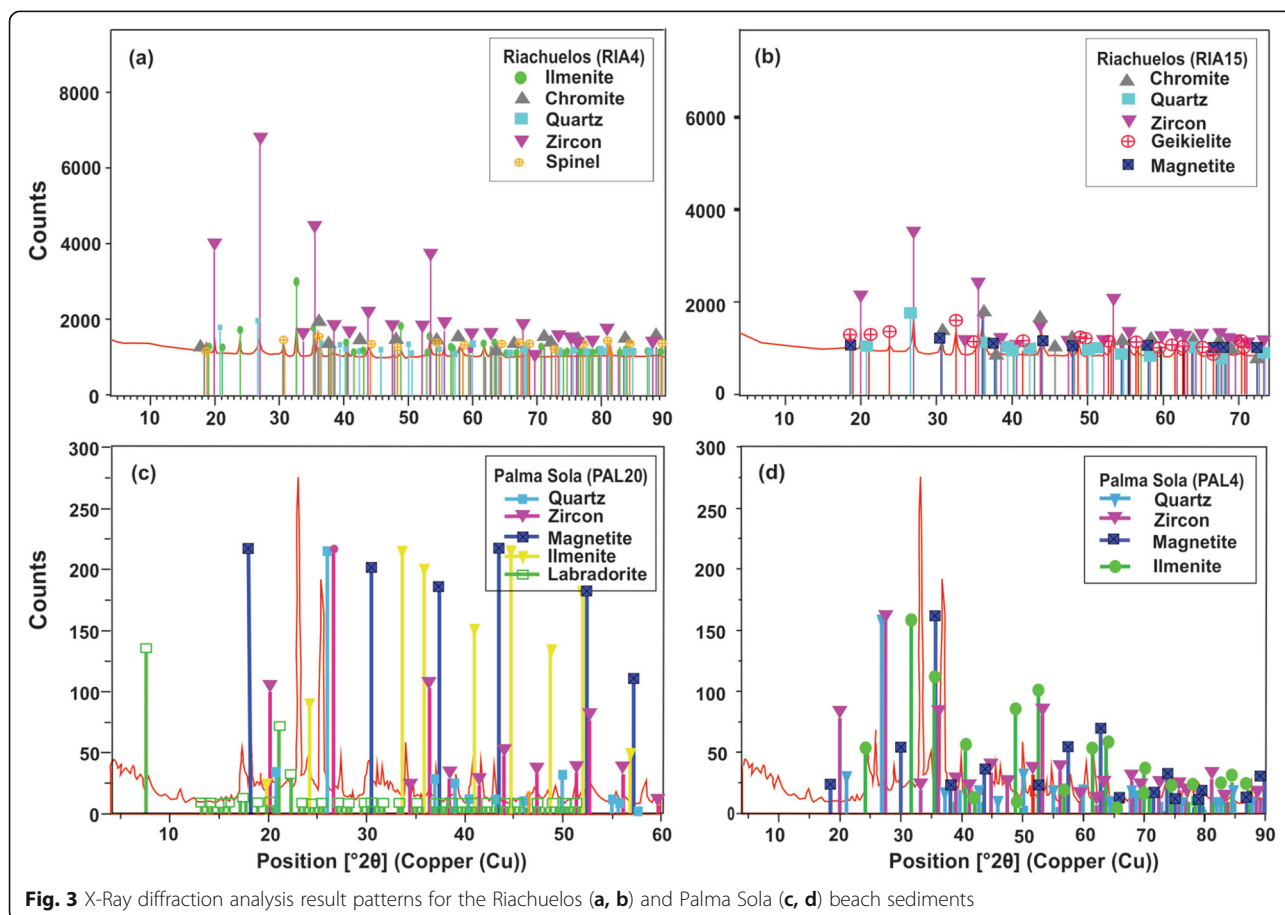 (a)
Riachuelos (RIA4)
Ilmenite
Chromite
Quartz
Zircon
Spinel
8000
6000
4000
2000
0
Counts
10 20 30 40 50 60 70 80 90
(b)
Riachuelos (RIA15)
Chromite
Quartz
Zircon
Geikielite
Magnetite
6000
4000
2000
0
10 20 30 40 50 60 70
(c)
Palma Sola (PAL20)
Quartz
Zircon
Magnetite
Ilmenite
Labradorite
300
250
200
150
100
50
0
Counts
10 20 30 40 50 60
Position [°2θ] (Copper (Cu))
(d)
Palma Sola (PAL4)
Quartz
Zircon
Magnetite
Ilmenite
300
250
200
150
100
50
0
10 20 30 40 50 60 70 80 90
Position [°2θ] (Copper (Cu))
Fig. 3 X-Ray diffraction analysis result patterns for the Riachuelos (a, b) and Palma Sola (c, d) beach sediments